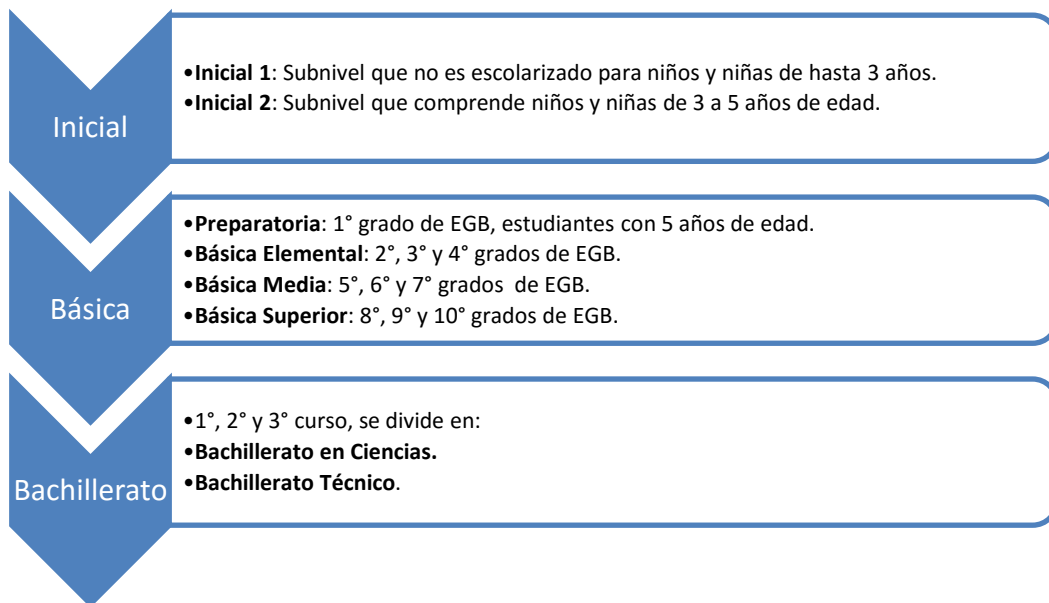 Inicial
•Inicial 1: Subnivel que no es escolarizado para niños y niñas de hasta 3 años.
•Inicial 2: Subnivel que comprende niños y niñas de 3 a 5 años de edad.
Básica
•Preparatoria: 1° grado de EGB, estudiantes con 5 años de edad.
•Básica Elemental: 2°, 3° y 4° grados de EGB.
•Básica Media: 5°, 6° y 7° grados  de EGB.
•Básica Superior: 8°, 9° y 10° grados de EGB.
Bachillerato
•1°, 2° y 3° curso, se divide en:
•Bachillerato en Ciencias.
•Bachillerato Técnico.